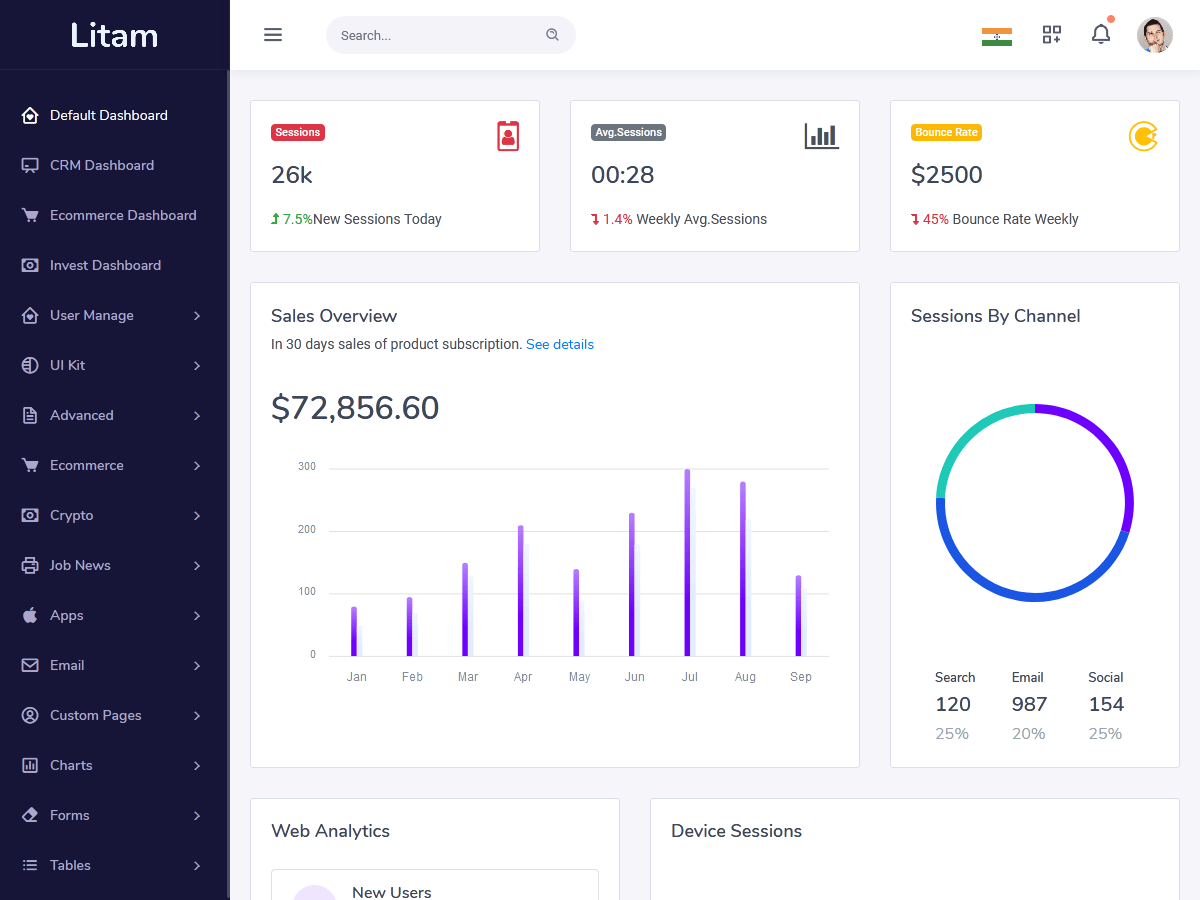 Litam
Search...
Default Dashboard
CRM Dashboard
Ecommerce Dashboard
Invest Dashboard
User Manage
UI Kit
Advanced
Ecommerce
Crypto
Job News
Apps
Email
Custom Pages
Charts
Forms
Tables
Sessions
26k
7.5%New Sessions Today
Avg.Sessions
00:28
1.4% Weekly Avg.Sessions
Bounce Rate
$2500
45% Bounce Rate Weekly
Sales Overview
In 30 days sales of product subscription. See details
$72,856.60
300
200
100
0
Jan Feb Mar Apr May Jun Jul Aug Sep
Sessions By Channel
Search Email Social
120 987 154
25% 20% 25%
Web Analytics
New Users
Device Sessions